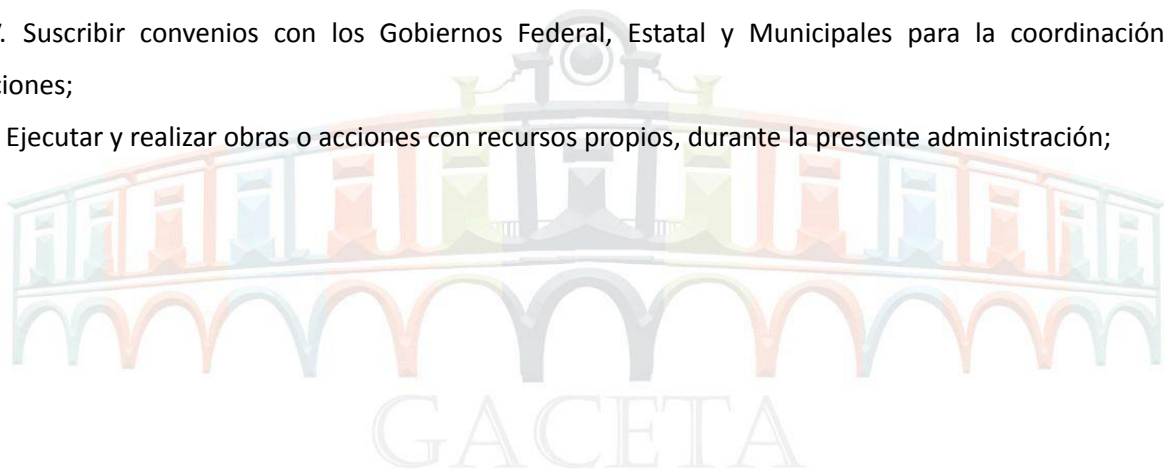 . Suscribir convenios con los Gobiernos Federal, Estatal y Municipales para la coordinación
ciones;
Ejecutar y realizar obras o acciones con recursos propios, durante la presente administración;
GACETA